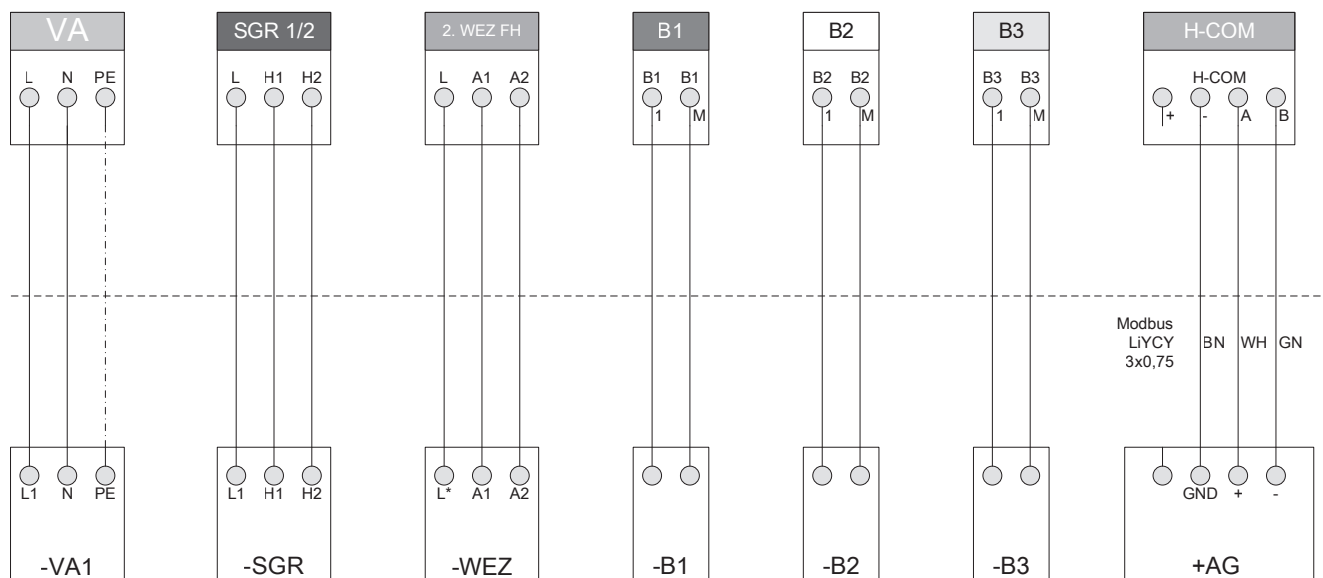 VA SGR 1/2 2. WEZ FH B1 B2 B3 H-COM
L N PE L H1 H2 L A1 A2 B1 B1 B2 B2 B3 B3 H-COM
1 M 1 M 1 M + - A B
Modbus
LiYCY BN WH GN
3x0,75
L1 N PE L1 H1 H2 L* A1 A2 GND + -
-VA1 -SGR -WEZ -B1 -B2 -B3 +AG